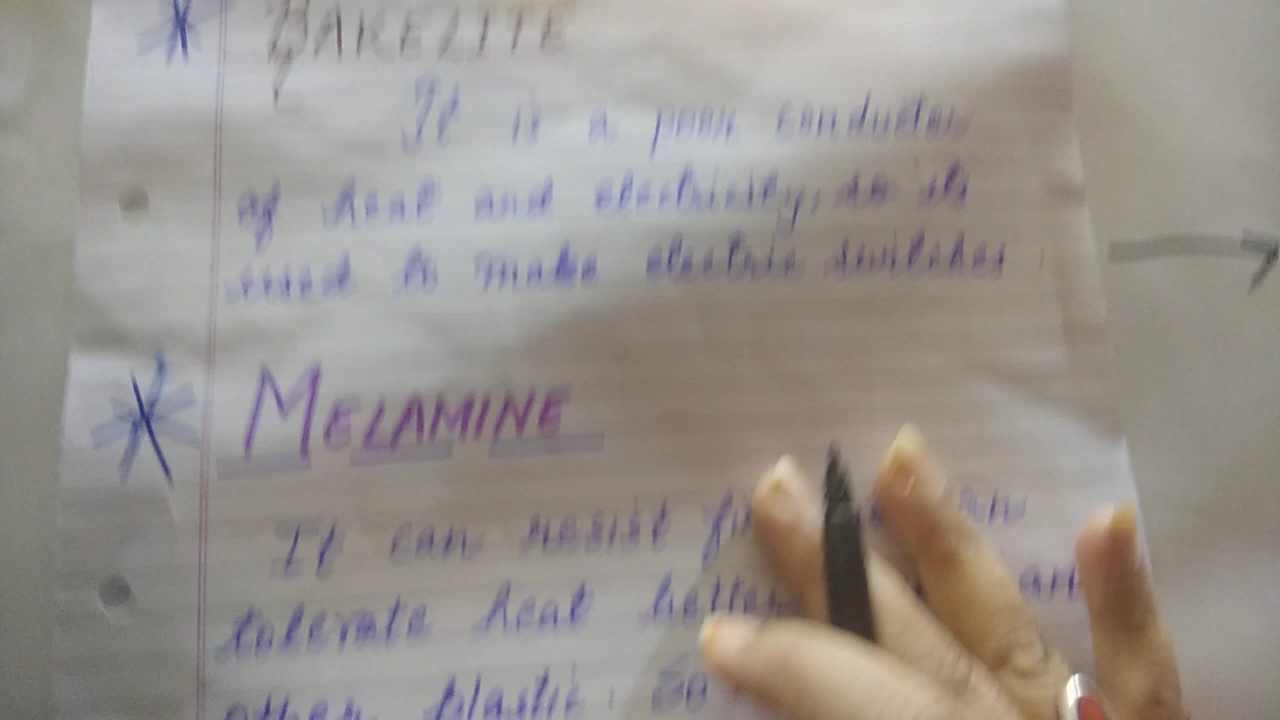 * BAKELITE
It is a poor conductor
of heat and electricity, so its
used to make electric switches.
* MELAMINE
It can resist
tolerate heat better
other plastic. So